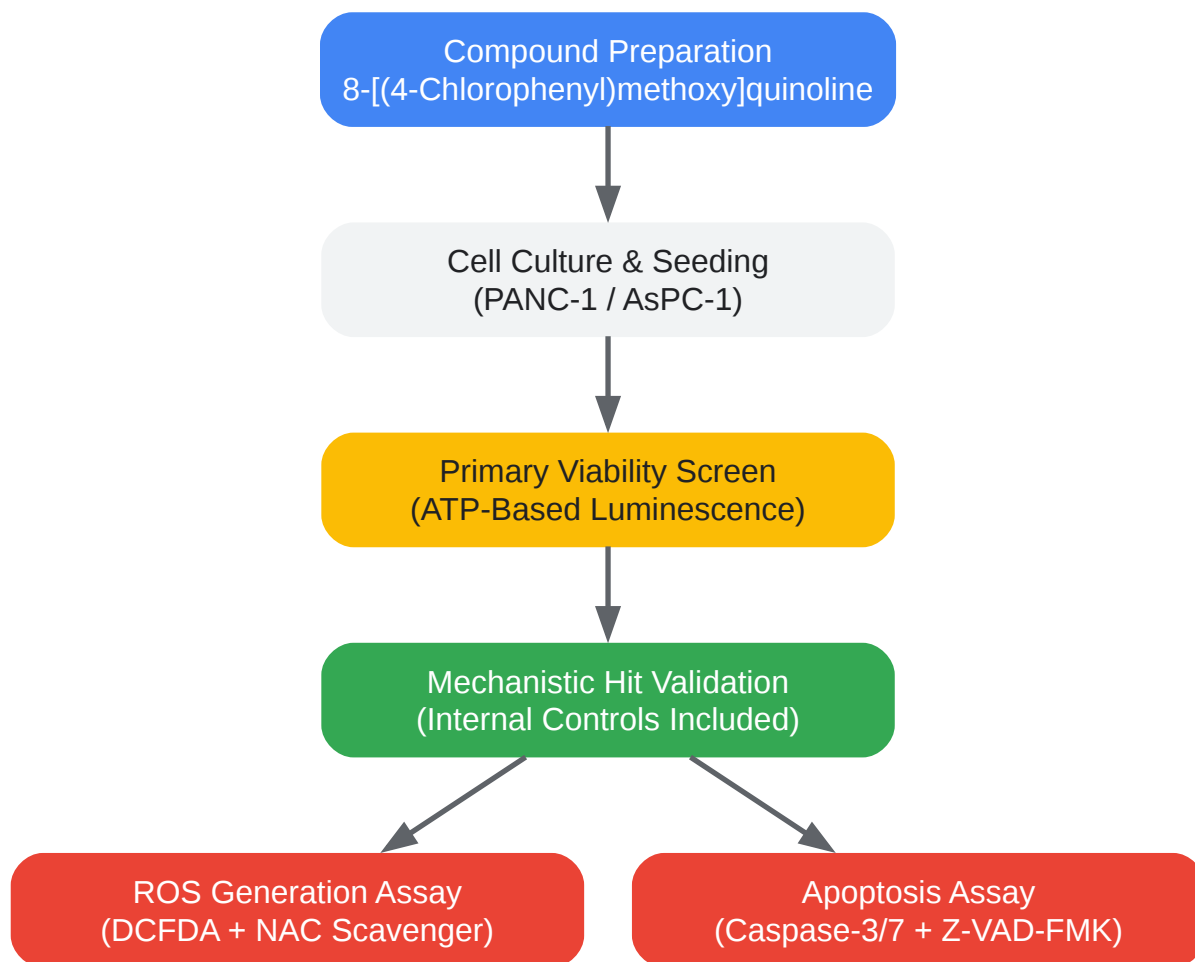 Compound Preparation
8-[(4-Chlorophenyl)methoxy]quinoline
Cell Culture & Seeding
(PANC-1 / AsPC-1)
Primary Viability Screen
(ATP-Based Luminescence)
Mechanistic Hit Validation
(Internal Controls Included)
ROS Generation Assay
(DCFDA + NAC Scavenger)
Apoptosis Assay
(Caspase-3/7 + Z-VAD-FMK)